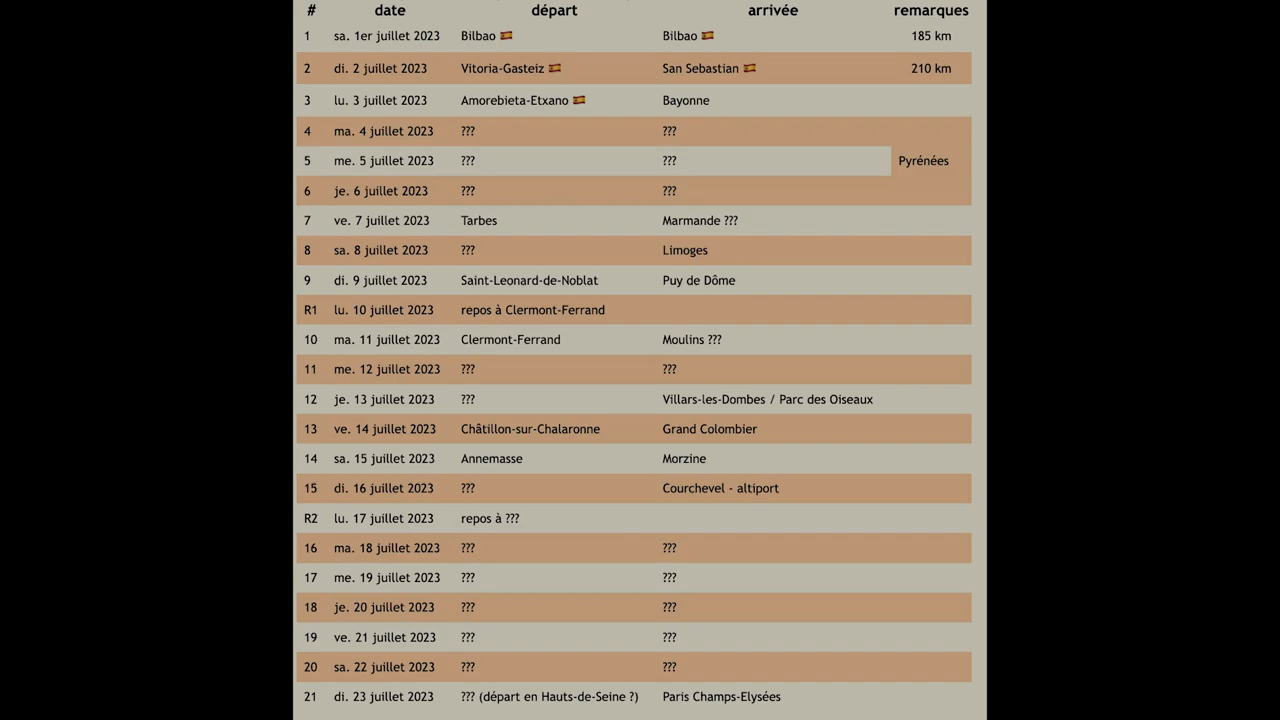 # date départ arrivée remarques
1 sa. 1er juillet 2023 Bilbao 🇪🇸 Bilbao 🇪🇸 185 km
2 di. 2 juillet 2023 Vitoria-Gasteiz 🇪🇸 San Sebastian 🇪🇸 210 km
3 lu. 3 juillet 2023 Amorebieta-Etxano 🇪🇸 Bayonne
4 ma. 4 juillet 2023 ??? ???
5 me. 5 juillet 2023 ??? ??? Pyrénées
6 je. 6 juillet 2023 ??? ???
7 ve. 7 juillet 2023 Tarbes Marmande ???
8 sa. 8 juillet 2023 ??? Limoges
9 di. 9 juillet 2023 Saint-Leonard-de-Noblat Puy de Dôme
R1 lu. 10 juillet 2023 repos à Clermont-Ferrand
10 ma. 11 juillet 2023 Clermont-Ferrand Moulins ???
11 me. 12 juillet 2023 ??? ???
12 je. 13 juillet 2023 ??? Villars-les-Dombes / Parc des Oiseaux
13 ve. 14 juillet 2023 Châtillon-sur-Chalaronne Grand Colombier
14 sa. 15 juillet 2023 Annemasse Morzine
15 di. 16 juillet 2023 ??? Courchevel - altiport
R2 lu. 17 juillet 2023 repos à ???
16 ma. 18 juillet 2023 ??? ???
17 me. 19 juillet 2023 ??? ???
18 je. 20 juillet 2023 ??? ???
19 ve. 21 juillet 2023 ??? ???
20 sa. 22 juillet 2023 ??? ???
21 di. 23 juillet 2023 ??? (départ en Hauts-de-Seine ?) Paris Champs-Elysées